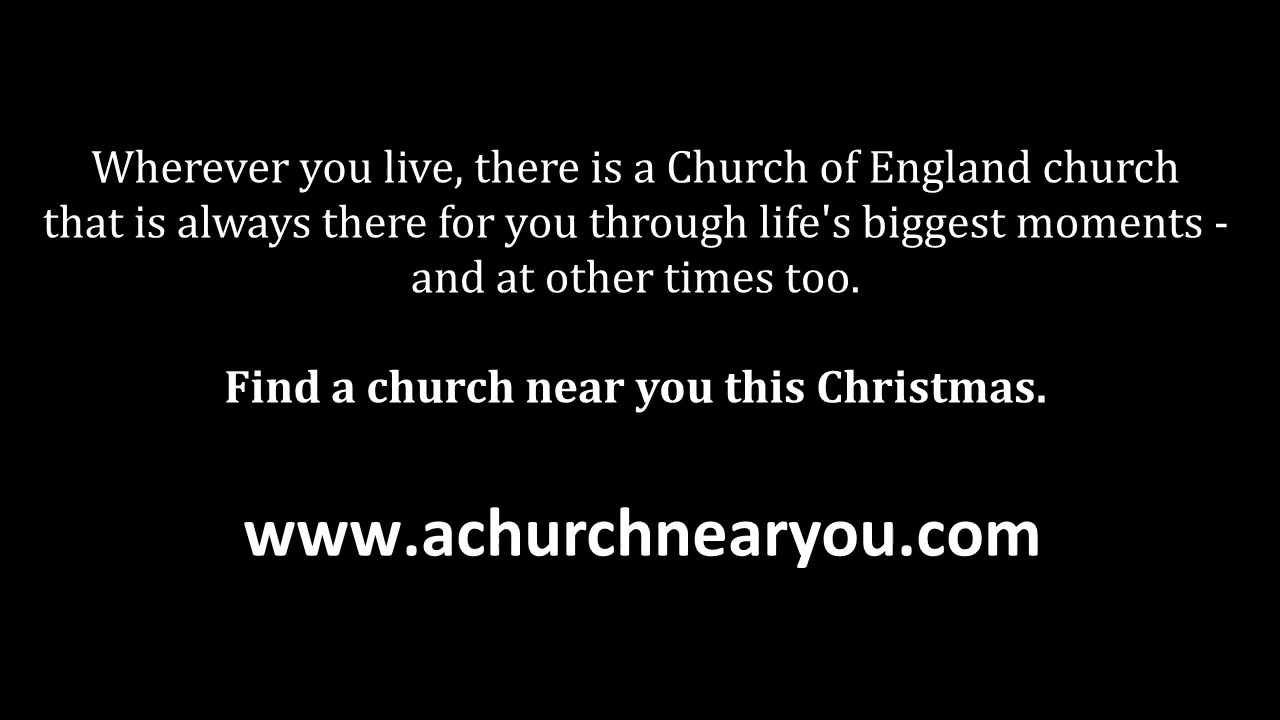 Wherever you live, there is a Church of England church
that is always there for you through life's biggest moments -
and at other times too.
Find a church near you this Christmas.
www.achurchnearyou.com